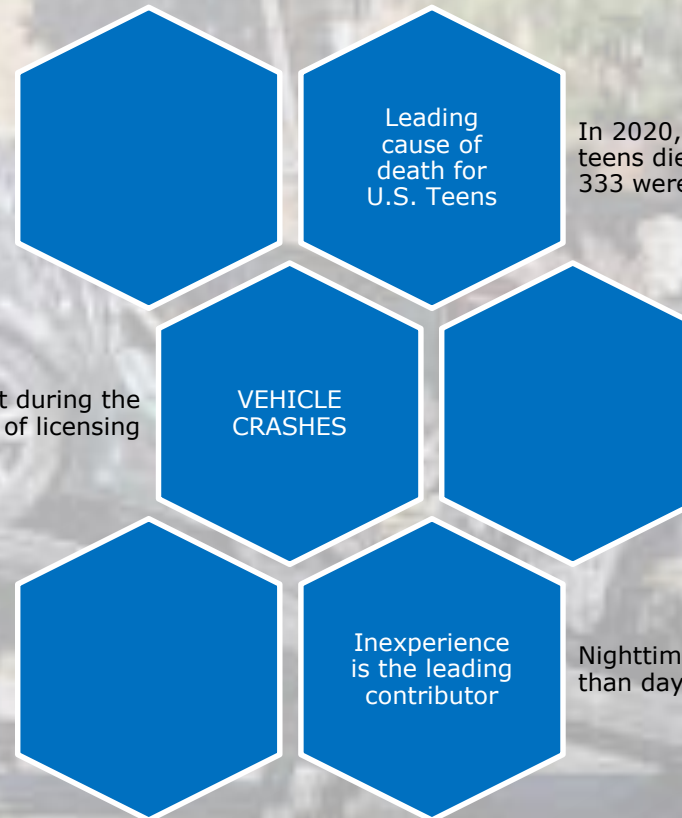 Leading
cause of
death for
U.S. Teens
In 2020,
teens die
333 were
t during the
of licensing
VEHICLE
CRASHES
Inexperience
is the leading
contributor
Nighttim
than day